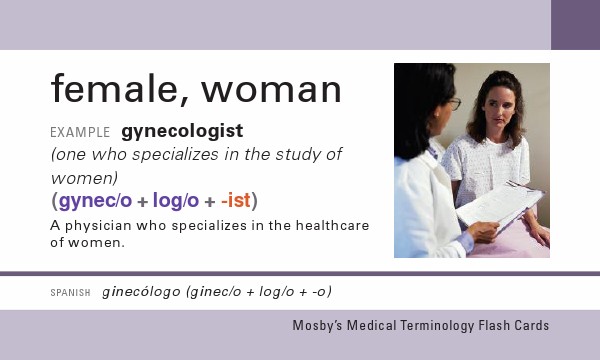 female, woman
EXAMPLE gynecologist
(one who specializes in the study of
women)
(gynec/o + log/o + -ist)
A physician who specializes in the healthcare
of women.
SPANISH ginecólogo (ginec/o + log/o + -o)
Mosby's Medical Terminology Flash Cards